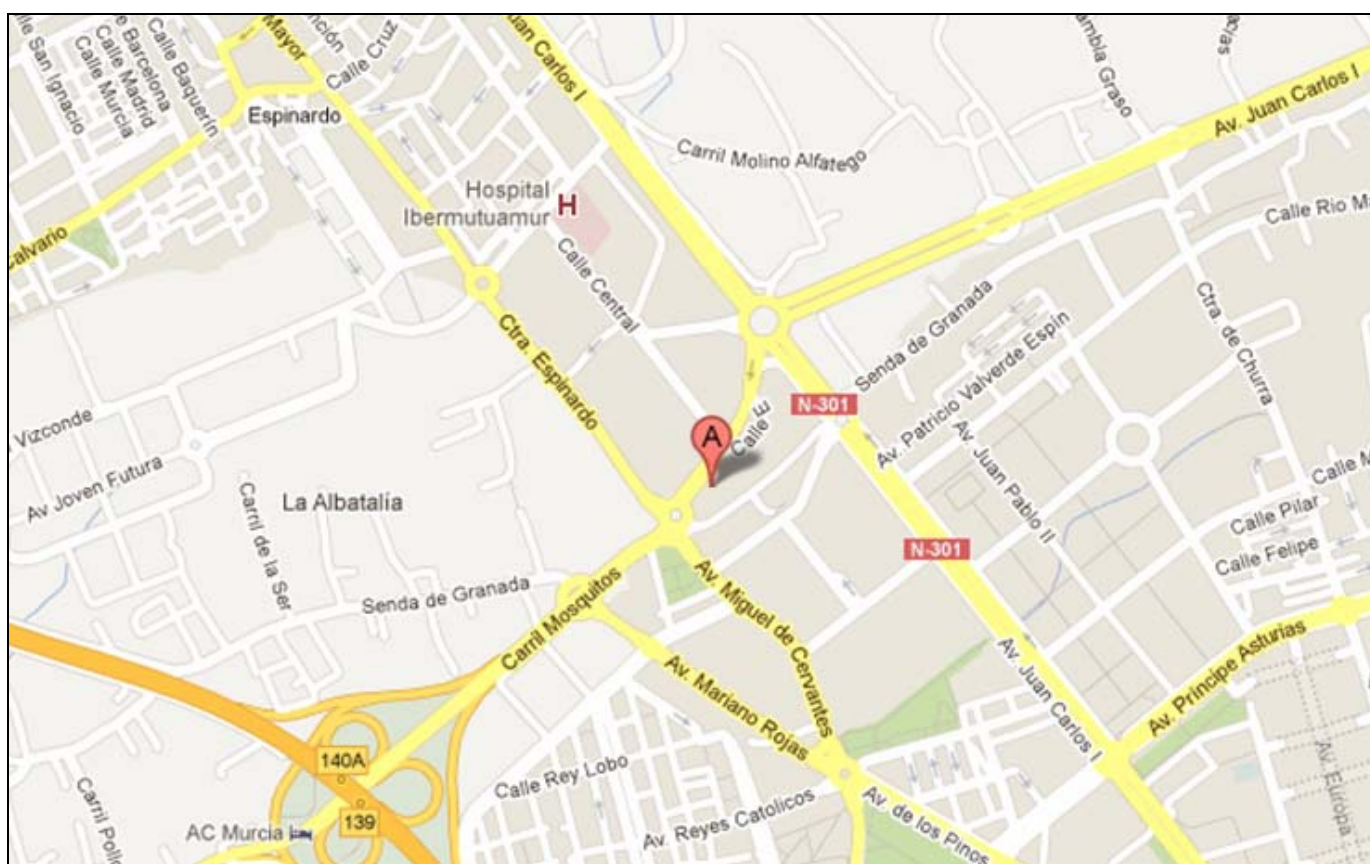 Calle San Ignacio
Calle Murcia
Calle Madrid
Calle Barcelona
Calle Baquerín
Mayor
Calle Cruz
Juan Carlos I
Espinardo
Carril Molino Alfatego
Av. Juan Carlos I
Hospital
Ibermutuamur
H
Calle Rio
Calvario
Calle Central
Senda de Granada
Ctra. de Churra
Ctra. Espinardo
Av. Patricio Valverde Espín
N-301
Vizconde
A
Calle E
Av. Juan Pablo II
Av Joven Futura
La Albatalía
Carril de la Ser
Calle Pilar
N-301
Calle Felipe
Senda de Granada
Carril Mosquitos
Av. Miguel de Cervantes
Av. Mariano Rojas
Av. Juan Carlos I
Av. Principe Asturias
140A
139
Calle Rey Lobo
Av. Europa
AC Murcia
Av. Reyes Catolicos
Av. de los Pinos